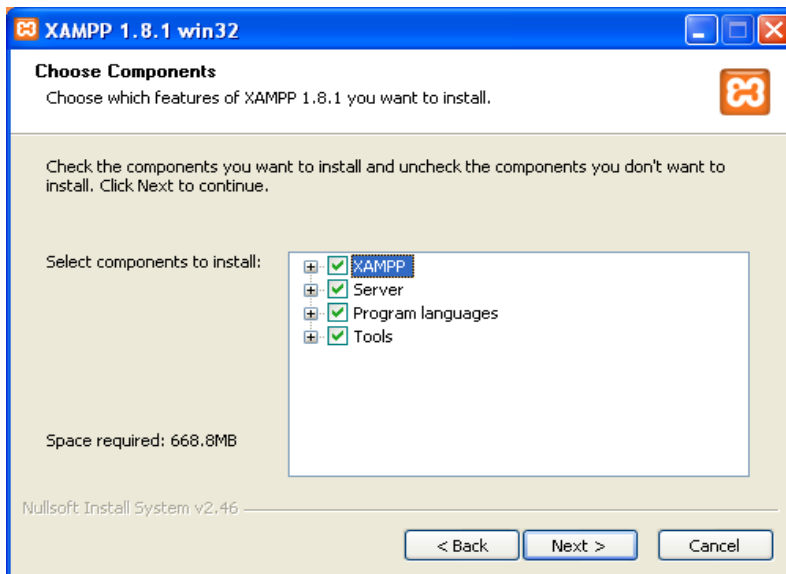 XAMPP 1.8.1 win32
Choose Components
Choose which features of XAMPP 1.8.1 you want to install.
Check the components you want to install and uncheck the components you don't want to
install. Click Next to continue.
Select components to install:
XAMPP
Server
Program languages
Tools
Space required: 668.8MB
Nullsoft Install System v2.46
< Back
Next >
Cancel